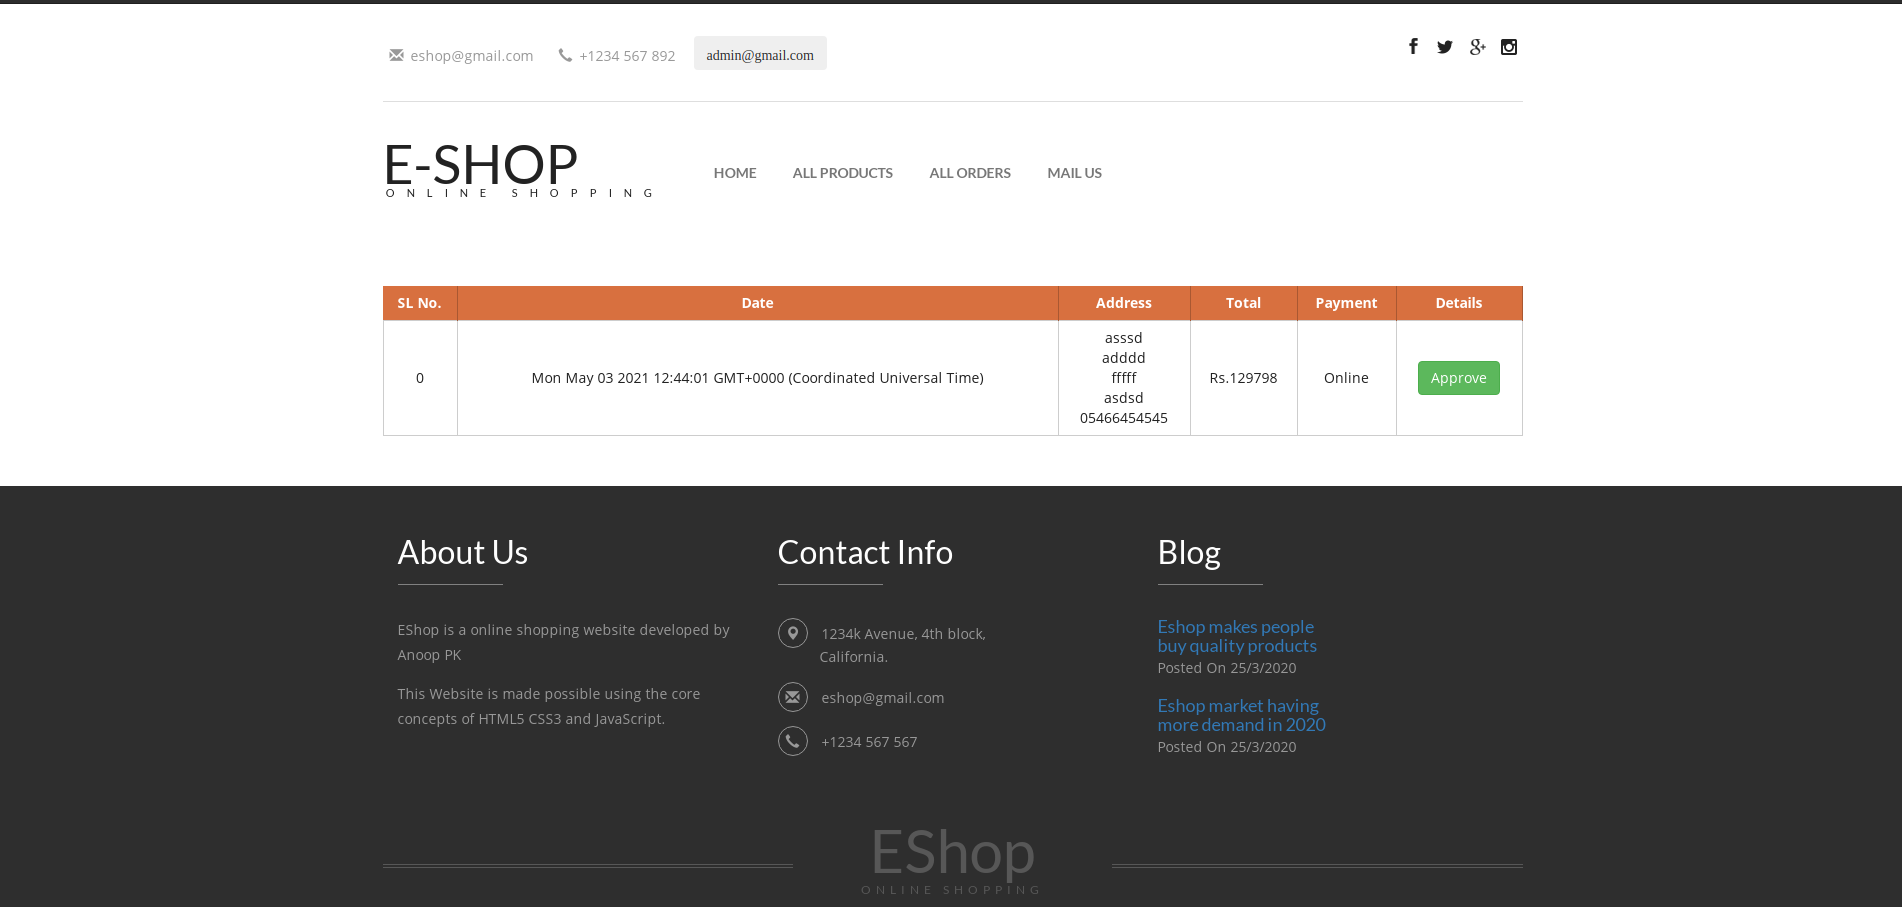 eshop@gmail.com +1234 567 892 admin@gmail.com
E-SHOP
ONLINE SHOPPING
HOME ALL PRODUCTS ALL ORDERS MAIL US
SL No. Date Address Total Payment Details
0 Mon May 03 2021 12:44:01 GMT+0000 (Coordinated Universal Time) asssd
adddd
fffff
asdsd
05466454545 Rs.129798 Online Approve
About Us
EShop is a online shopping website developed by
Anoop PK
This Website is made possible using the core
concepts of HTML5 CSS3 and JavaScript.
Contact Info
1234k Avenue, 4th block,
California.
eshop@gmail.com
+1234 567 567
Blog
Eshop makes people
buy quality products
Posted On 25/3/2020
Eshop market having
more demand in 2020
Posted On 25/3/2020
EShop
ONLINE SHOPPING